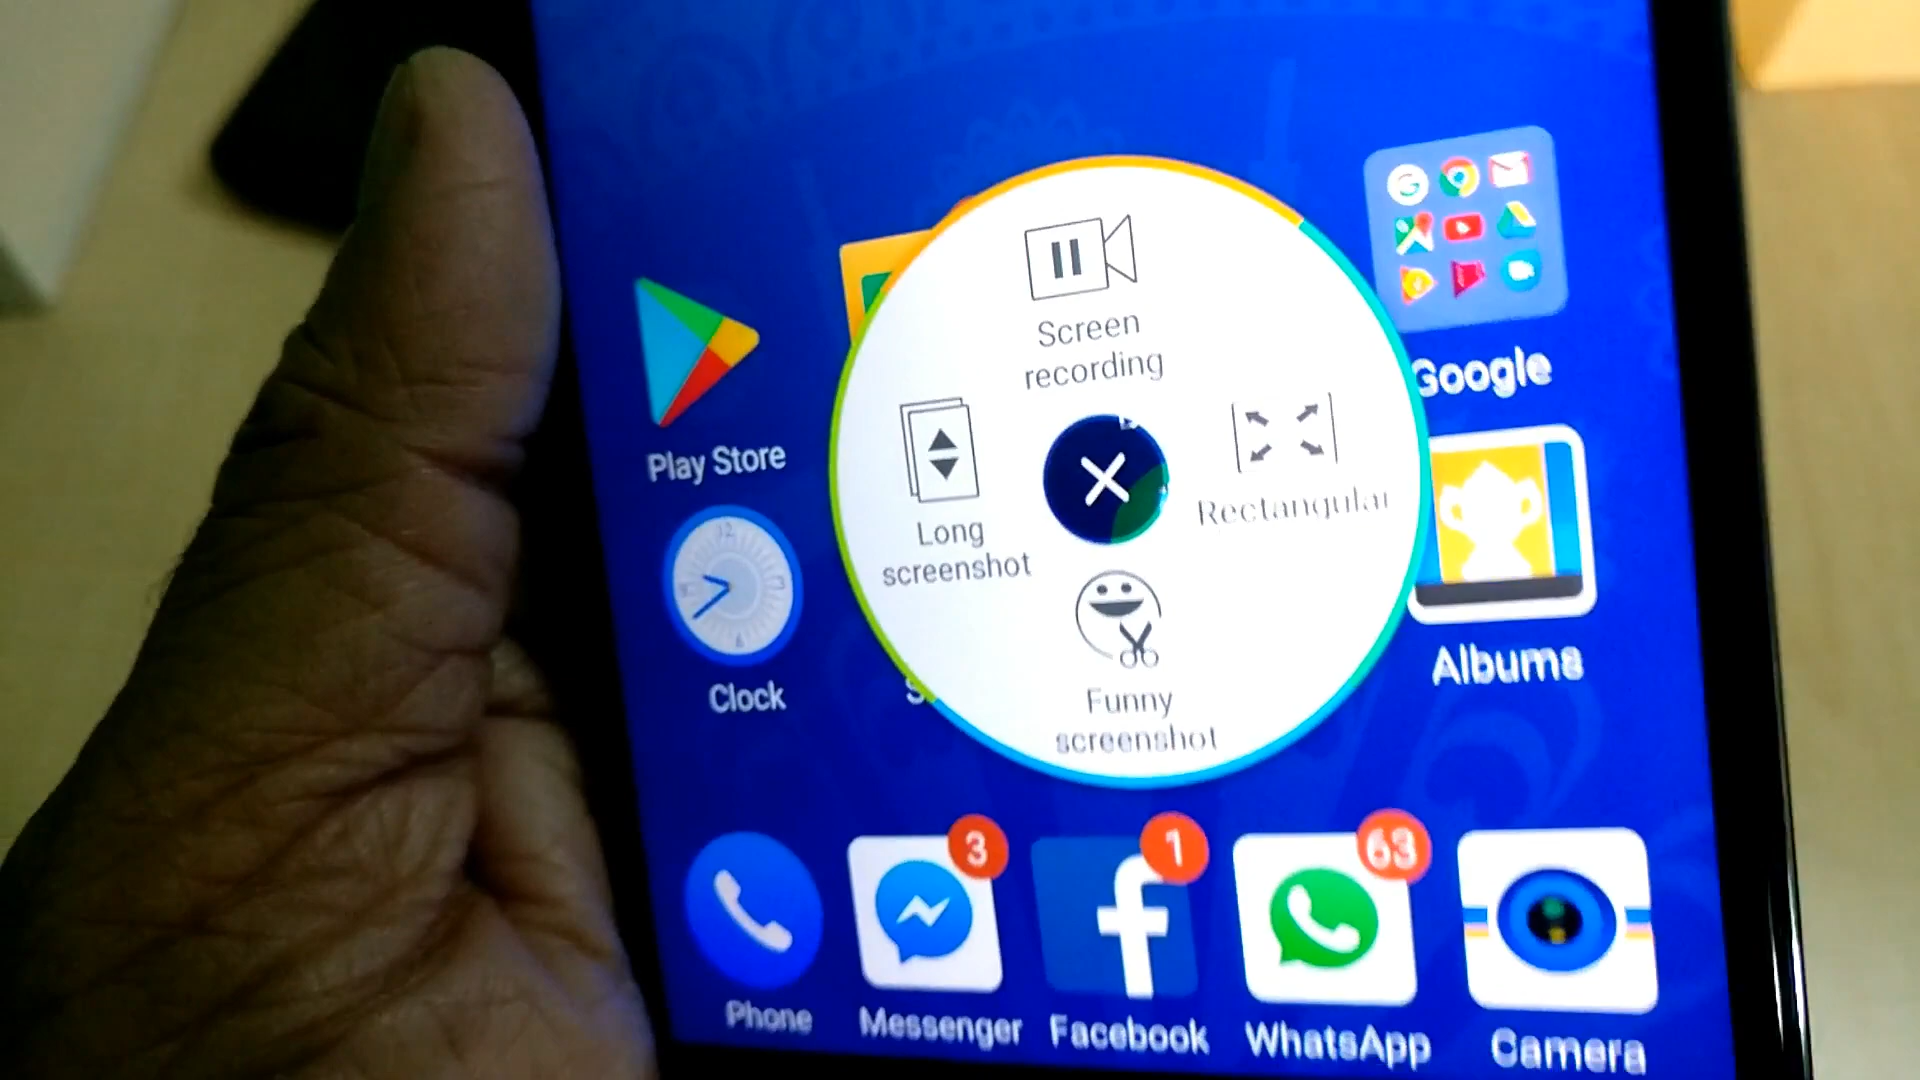 Screen
recording
Google
Play Store
Long
screenshot
Rectangular
Clock
Funny
screenshot
Albums
3
1
63
Phone
Messenger
Facebook
WhatsApp
Camera